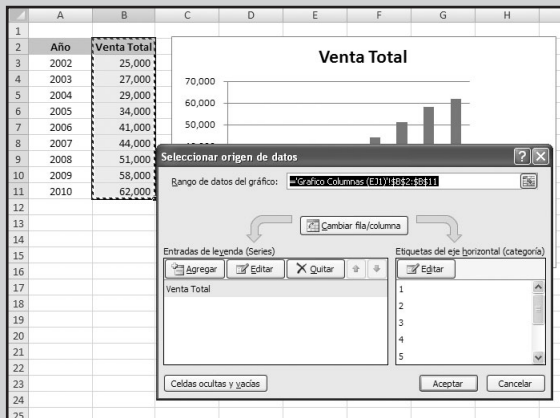 A B C D E F G H
1
2 Año Venta Total
3 2002 25,000
4 2003 27,000
5 2004 29,000
6 2005 34,000
7 2006 41,000
8 2007 44,000
9 2008 51,000
10 2009 58,000
11 2010 62,000
12
13
14
15
16
17
18
19
20
21
22
23
24
25
Venta Total
70,000
60,000
50,000
Seleccionar origen de datos
Rango de datos del gráfico: ='Grafico Columnas (EJ1)'!$B$2:$B$11
Cambiar fila/columna
Entradas de leyenda (Series)
Agregar Editar Quitar
Venta Total
Etiquetas del eje horizontal (categoría)
Editar
1
2
3
4
5
Celdas ocultas y vacías
Aceptar Cancelar